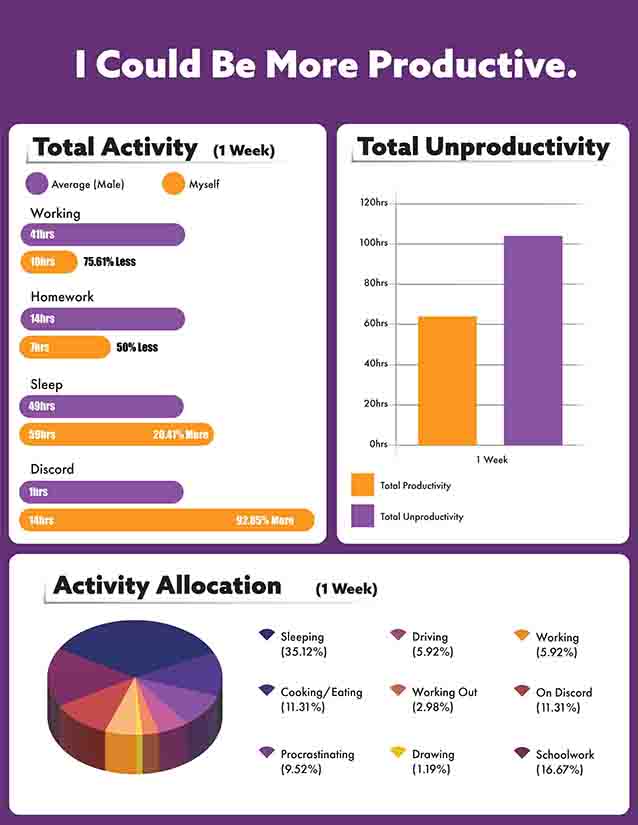 I Could Be More Productive.
Total Activity (1 Week)
Average (Male)
Myself
Working
41hrs
10hrs
75.61% Less
Homework
14hrs
7hrs
50% Less
Sleep
49hrs
59hrs
20.41% More
Discord
1hrs
14hrs
92.85% More
Total Unproductivity
120hrs
100hrs
80hrs
60hrs
40hrs
20hrs
0hrs
1 Week
Total Productivity
Total Unproductivity
Activity Allocation (1 Week)
Sleeping
(35.12%)
Driving
(5.92%)
Working
(5.92%)
Cooking/Eating
(11.31%)
Working Out
(2.98%)
On Discord
(11.31%)
Procrastinating
(9.52%)
Drawing
(1.19%)
Schoolwork
(16.67%)